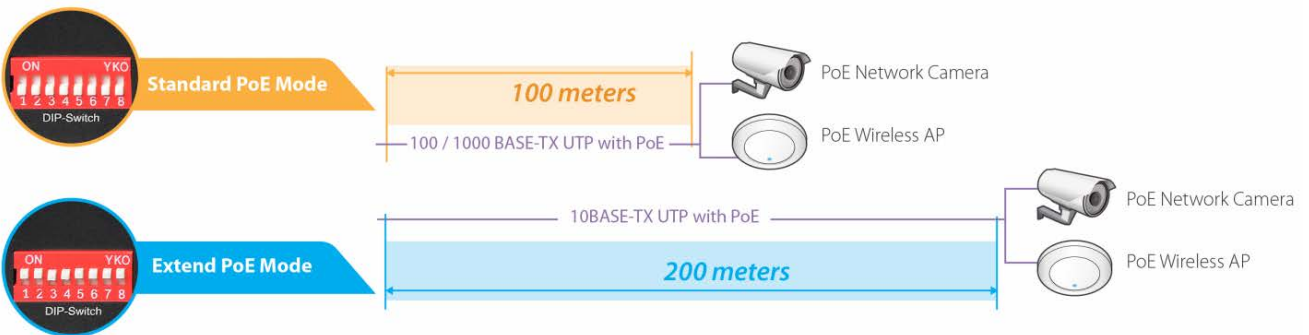 ON YKO
1 2 3 4 5 6 7 8
DIP-Switch
Standard PoE Mode
100 meters
100 / 1000 BASE-TX UTP with PoE
PoE Network Camera
PoE Wireless AP
ON YKO
1 2 3 4 5 6 7 8
DIP-Switch
Extend PoE Mode
10BASE-TX UTP with PoE
200 meters
PoE Network Camera
PoE Wireless AP